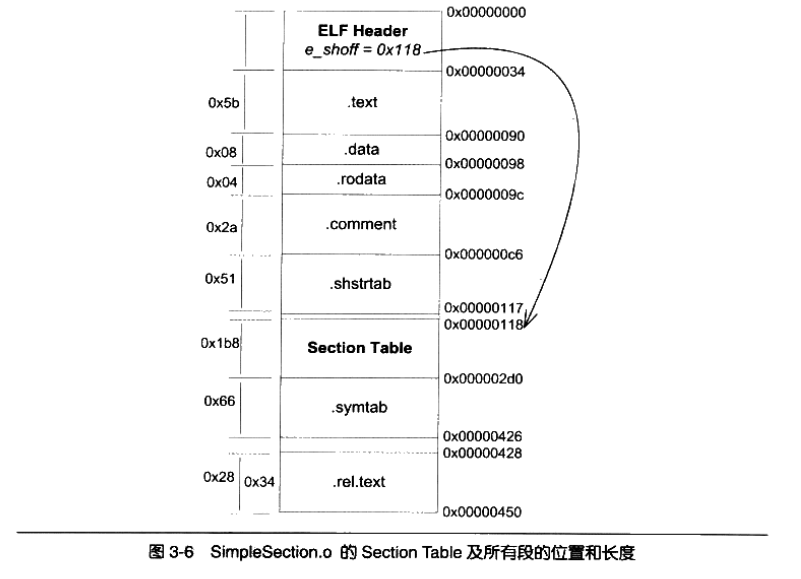 0x00000000
ELF Header
e_shoff = 0x118
0x00000034
0x5b
.text
0x00000090
0x08
.data
0x00000098
0x04
.rodata
0x0000009c
0x2a
.comment
0x000000c6
0x51
.shstrtab
0x00000117
0x00000118
0x1b8
Section Table
0x000002d0
0x66
.symtab
0x00000426
0x00000428
0x28 0x34
.rel.text
0x00000450
图 3-6 SimpleSection.o 的 Section Table 及所有段的位置和长度